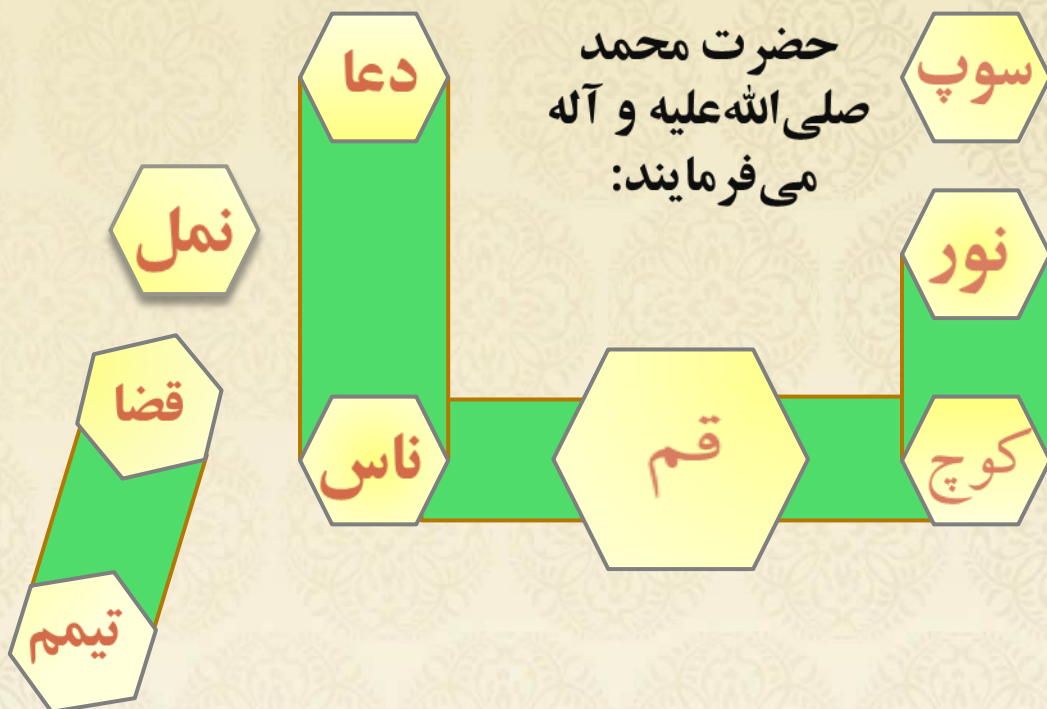 حضرت محمد
صلی‌الله‌علیه و آله
می‌فرمایند:
سوپ
دعا
نمل
نور
قضا
قم
ناس
کوچ
تیمم